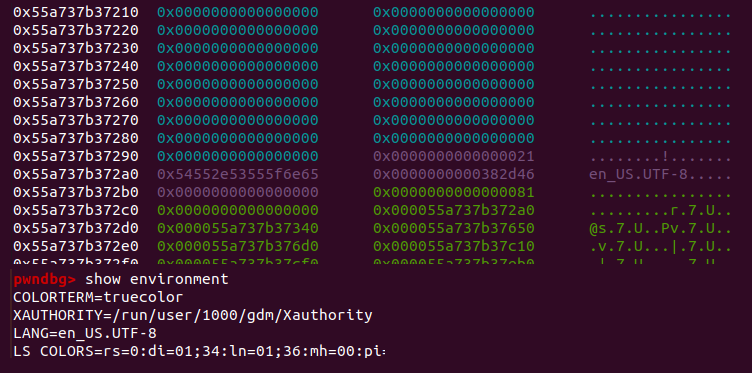 0x55a737b37210 0x0000000000000000 0x0000000000000000 ................
0x55a737b37220 0x0000000000000000 0x0000000000000000 ................
0x55a737b37230 0x0000000000000000 0x0000000000000000 ................
0x55a737b37240 0x0000000000000000 0x0000000000000000 ................
0x55a737b37250 0x0000000000000000 0x0000000000000000 ................
0x55a737b37260 0x0000000000000000 0x0000000000000000 ................
0x55a737b37270 0x0000000000000000 0x0000000000000000 ................
0x55a737b37280 0x0000000000000000 0x0000000000000000 ................
0x55a737b37290 0x0000000000000000 0x0000000000000021 ........!.......
0x55a737b372a0 0x54552e53555f6e65 0x0000000000382d46 en_US.UTF-8.....
0x55a737b372b0 0x0000000000000000 0x0000000000000081 ................
0x55a737b372c0 0x0000000000000000 0x000055a737b372a0 .........r.7.U..
0x55a737b372d0 0x000055a737b37340 0x000055a737b37650 @s.7.U..Pv.7.U..
0x55a737b372e0 0x000055a737b376d0 0x000055a737b37c10 .v.7.U...|.7.U..
0x55a737b372f0 0x000055a737b37cf0 0x000055a737b37eb0 .|.7.U...~.7.U..
pwndbg> show environment
COLORTERM=truecolor
XAUTHORITY=/run/user/1000/gdm/Xauthority
LANG=en_US.UTF-8
LS_COLORS=rs=0:di=01;34:ln=01;36:mh=00:pi=